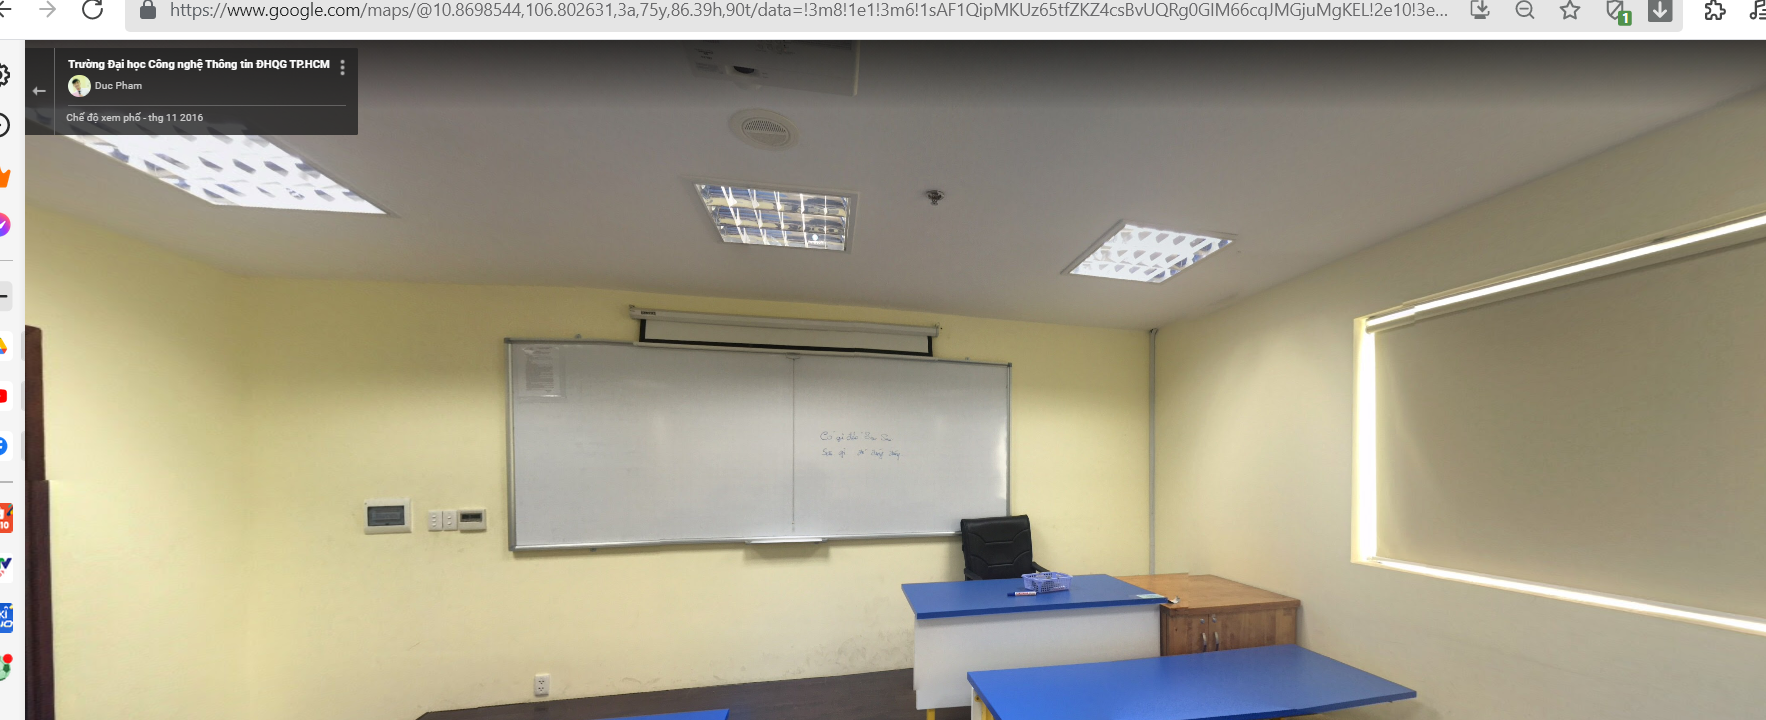 https://www.google.com/maps/@10.8698544,106.802631,3a,75y,86.39h,90t/data=!3m8!1e1!3m6!1sAF1QipMKUz65tfZKZ4csBvUQRg0GIM66cqJMGjuMgKEL!2e10!3e...
1
Trường Đại học Công nghệ Thông tin ĐHQG TP.HCM
Duc Pham
Chế độ xem phố - thg 11 2016